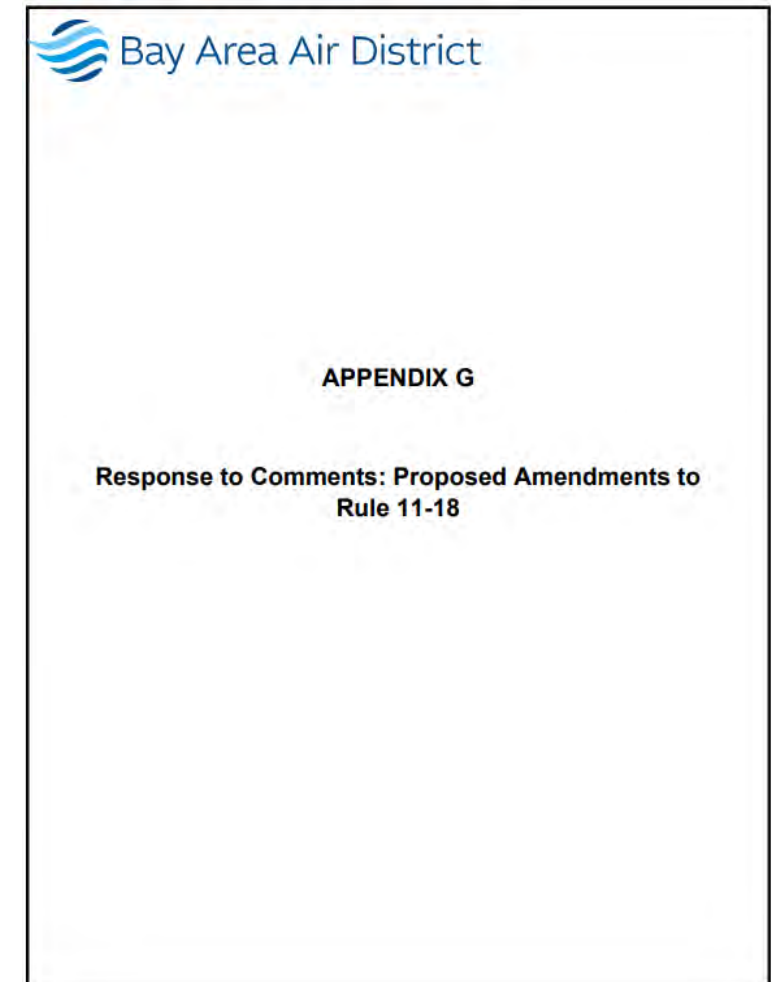 Bay Area Air District
APPENDIX G
Response to Comments: Proposed Amendments to
Rule 11-18